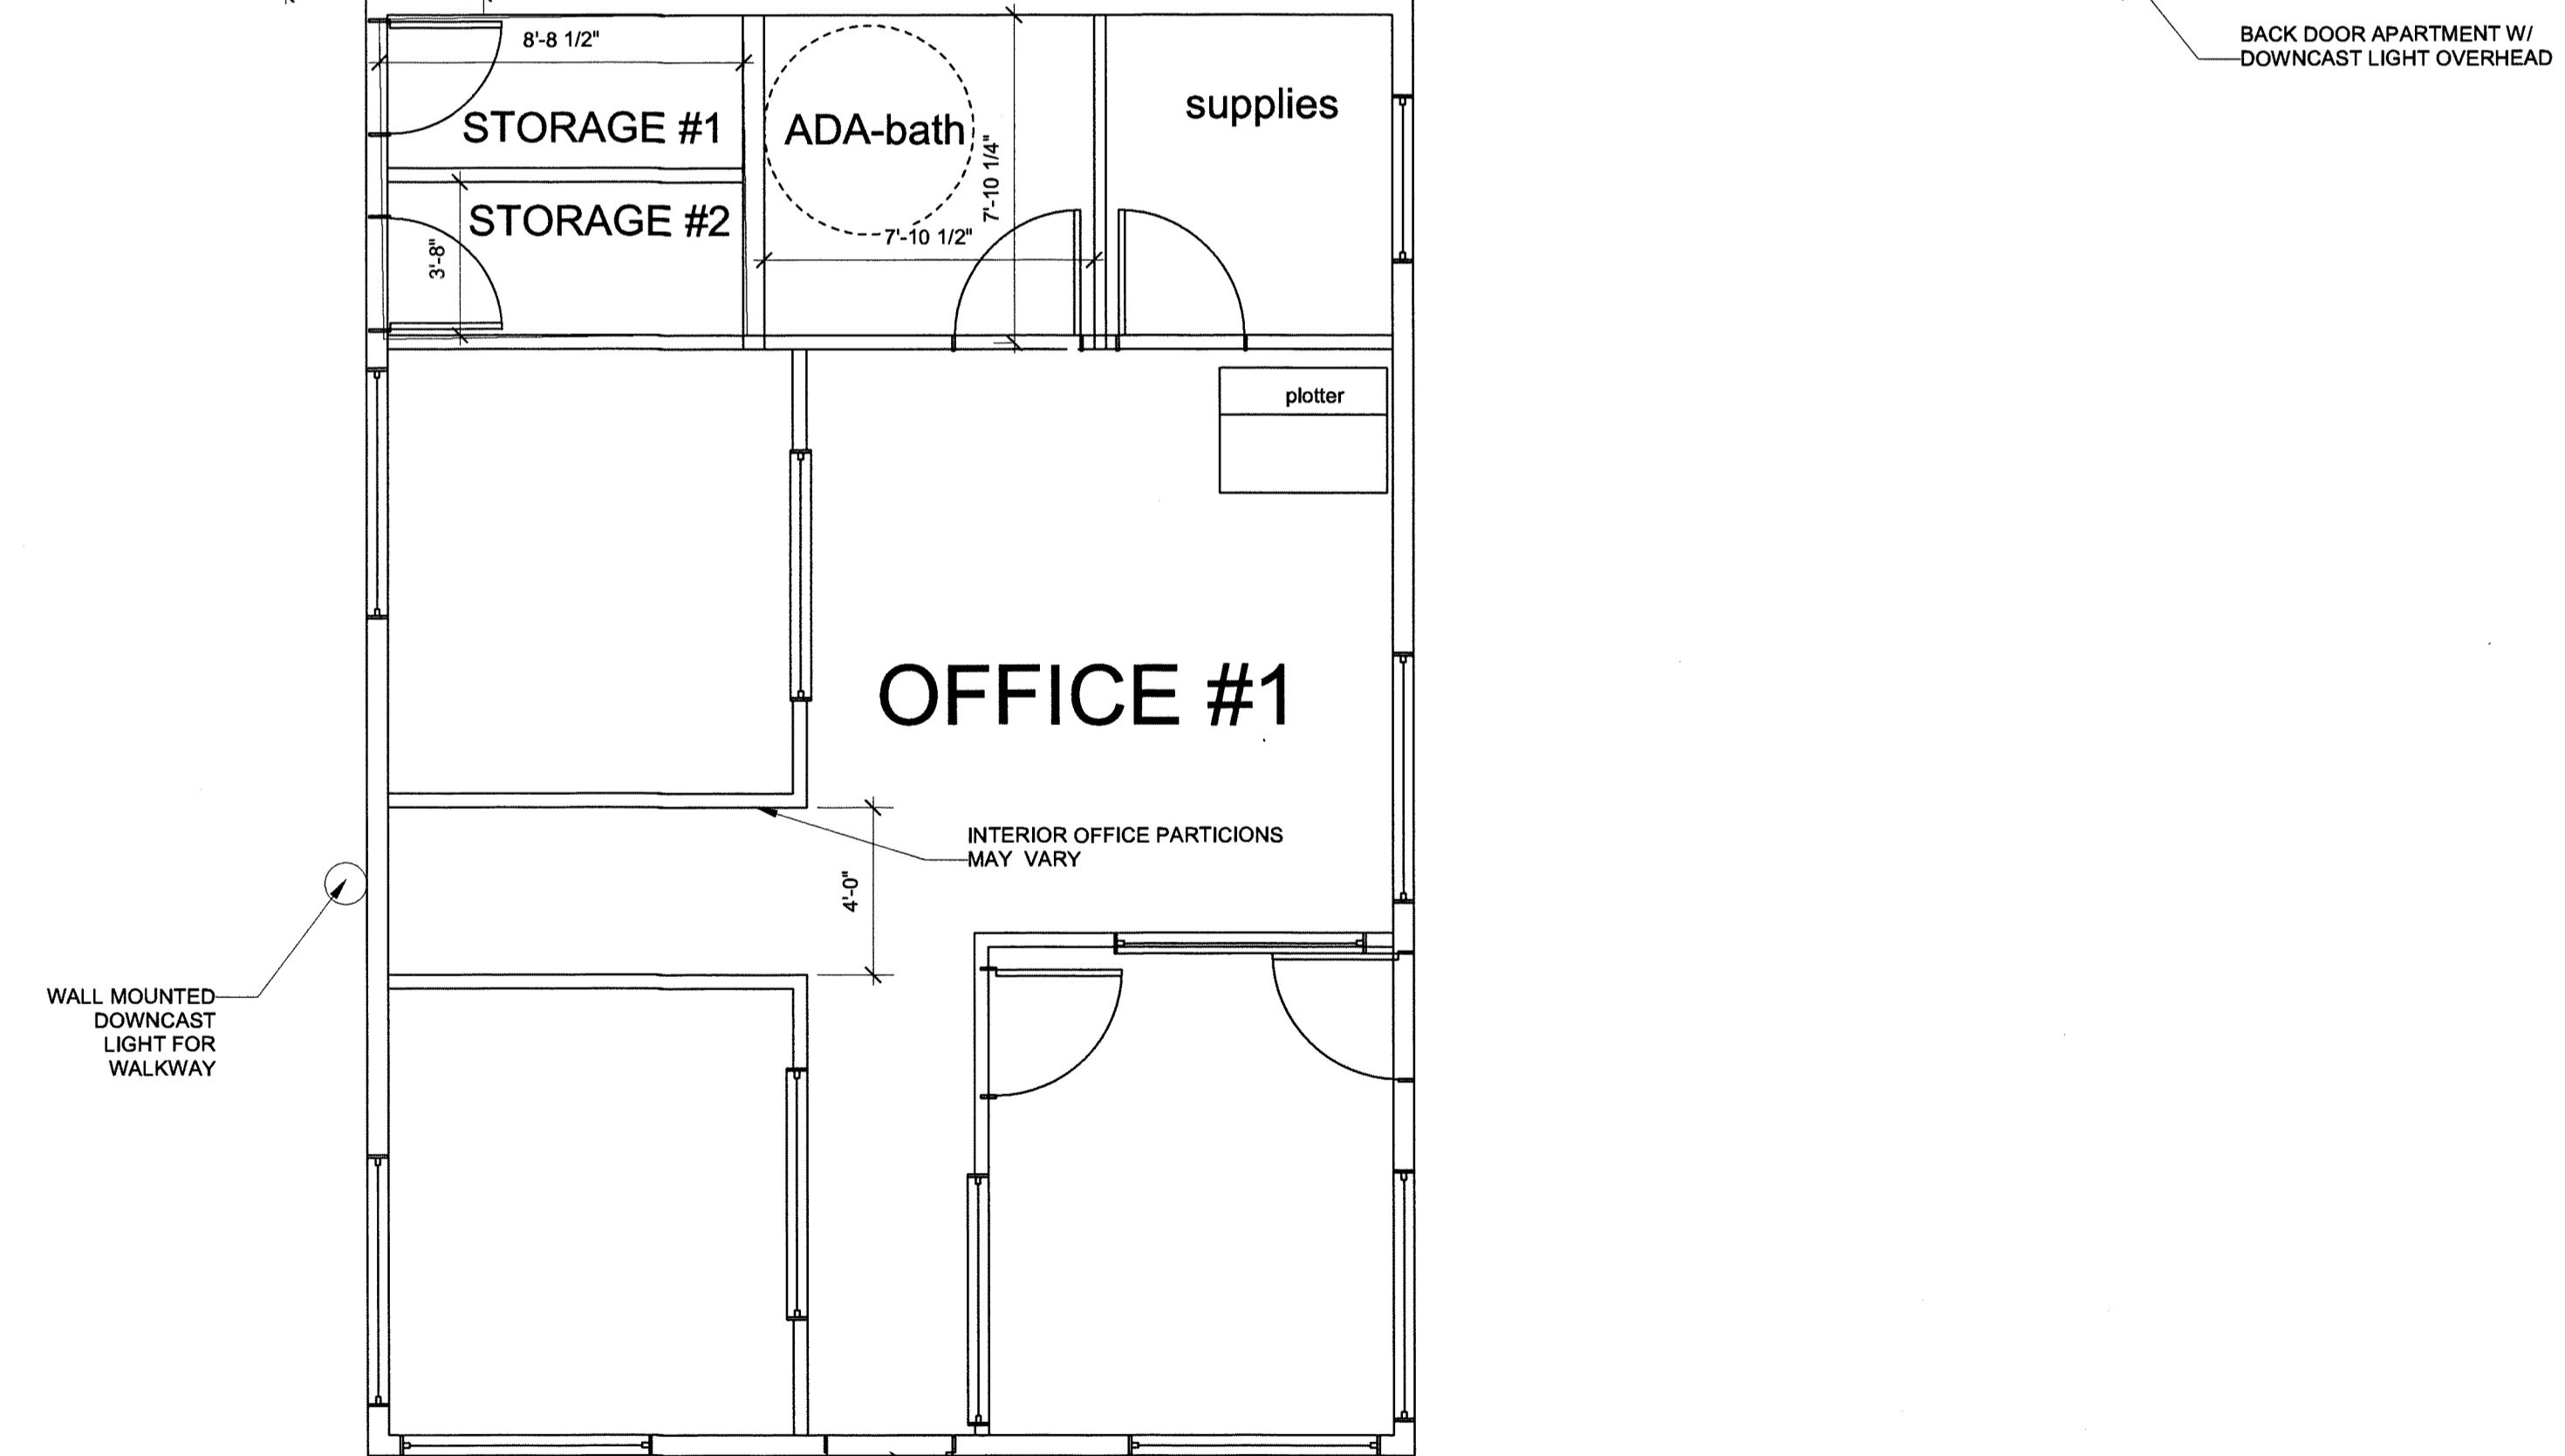 BACK DOOR APARTMENT W/
DOWNCAST LIGHT OVERHEAD
8'-8 1/2"
STORAGE #1
ADA-bath
supplies
7'-10 1/4"
STORAGE #2
7'-10 1/2"
3'-8"
plotter
OFFICE #1
INTERIOR OFFICE PARTICIONS
MAY VARY
4'-0"
WALL MOUNTED
DOWNCAST
LIGHT FOR
WALKWAY